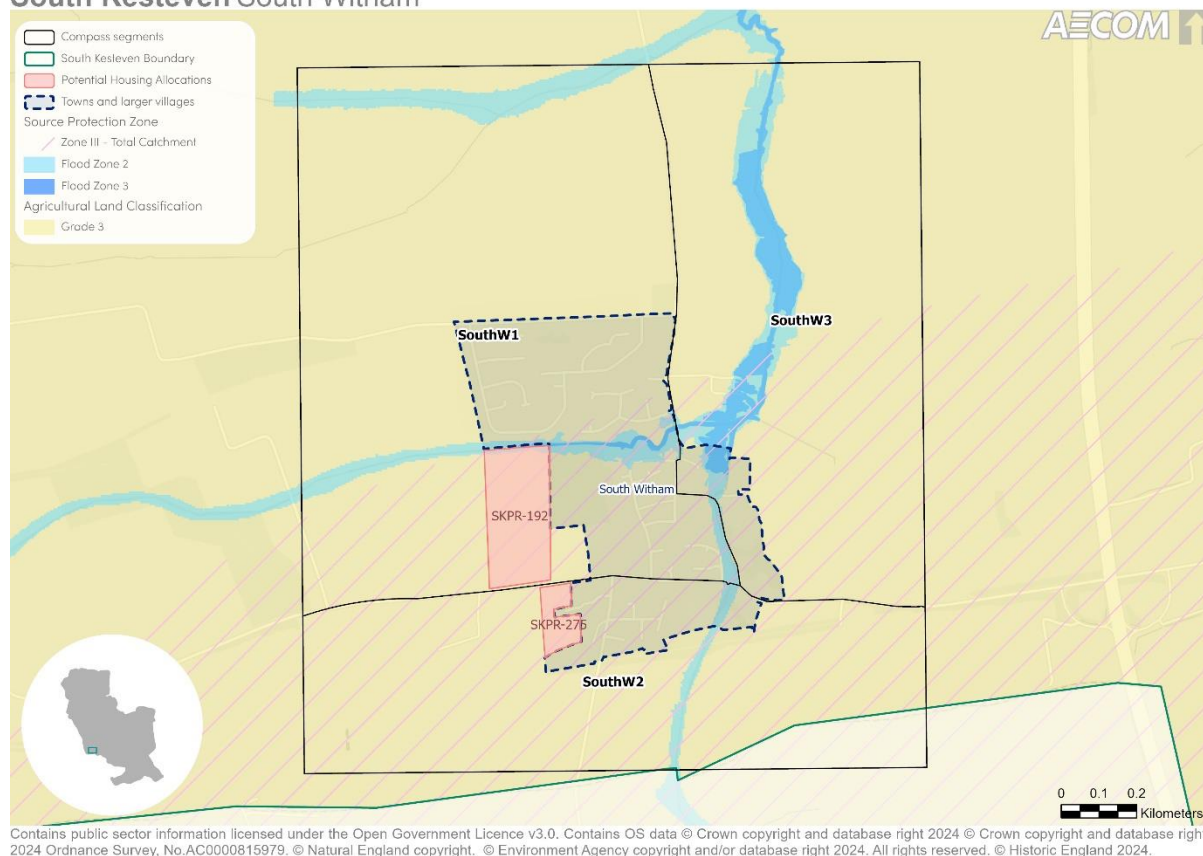 South Kesteven South Witham
AECOM
Compass segments
South Kesleven Boundary
Potential Housing Allocations
Towns and larger villages
Source Protection Zone
Zone III - Total Catchment
Flood Zone 2
Flood Zone 3
Agricultural Land Classification
Grade 3
SouthW1
SouthW3
South Witham
SKPR-192
SKPR-276
SouthW2
0 0.1 0.2
Kilometers
Contains public sector information licensed under the Open Government Licence v3.0. Contains OS data © Crown copyright and database right 2024 © Crown copyright and database righ
2024 Ordnance Survey, No.AC0000815979. © Natural England copyright. © Environment Agency copyright and/or database right 2024. All rights reserved. © Historic England 2024.